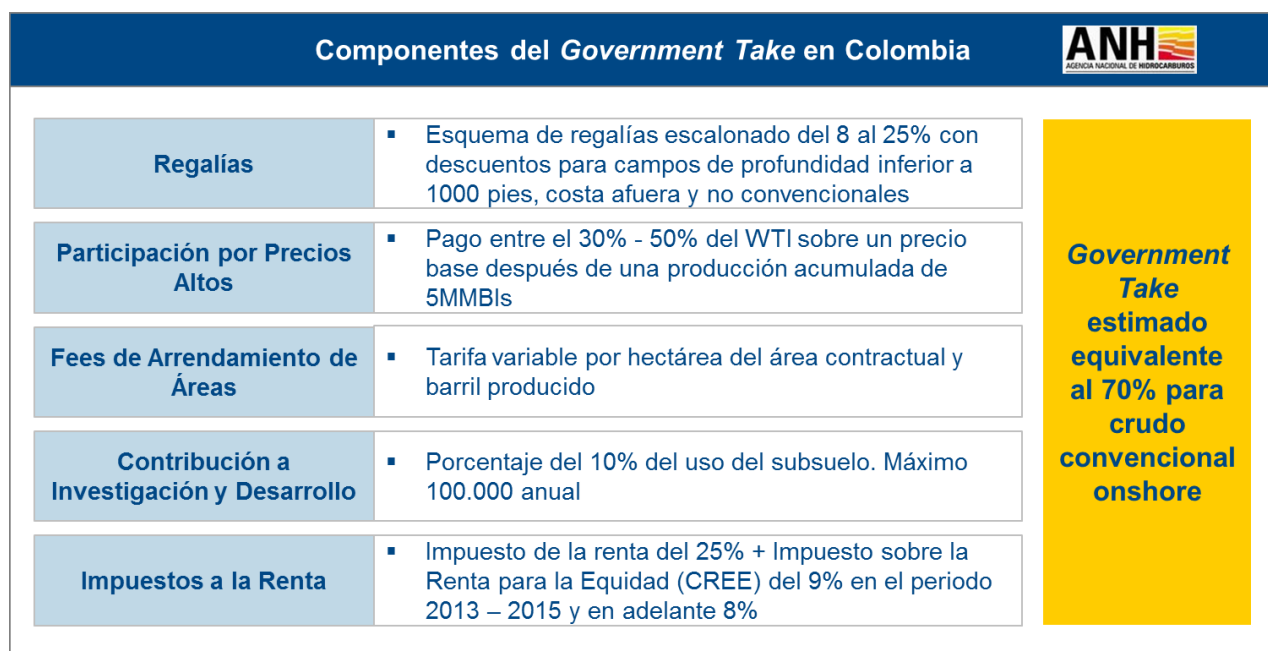 Componentes del Government Take en Colombia
ANH
AGENCIA NACIONAL DE HIDROCARBUROS
Regalías
▪ Esquema de regalías escalonado del 8 al 25% con
descuentos para campos de profundidad inferior a
1000 pies, costa afuera y no convencionales
Participación por Precios
Altos
▪ Pago entre el 30% - 50% del WTI sobre un precio
base después de una producción acumulada de
5MMBls
Fees de Arrendamiento de
Áreas
▪ Tarifa variable por hectárea del área contractual y
barril producido
Contribución a
Investigación y Desarrollo
▪ Porcentaje del 10% del uso del subsuelo. Máximo
100.000 anual
Impuestos a la Renta
▪ Impuesto de la renta del 25% + Impuesto sobre la
Renta para la Equidad (CREE) del 9% en el periodo
2013 – 2015 y en adelante 8%
Government
Take
estimado
equivalente
al 70% para
crudo
convencional
onshore